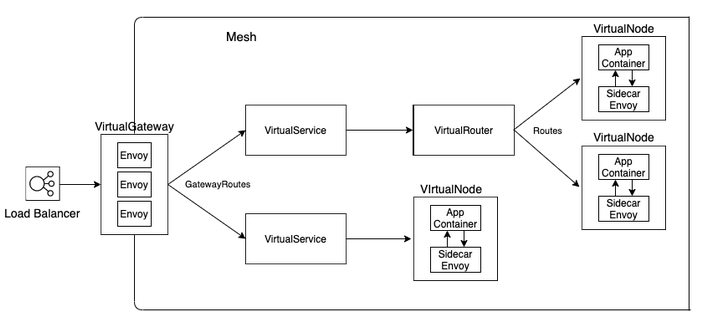 Mesh
VirtualNode
App
Container
Sidecar
Envoy
VirtualGateway
Envoy
Envoy
Envoy
Load Balancer
GatewayRoutes
VirtualService
VirtualRouter
Routes
VirtualNode
App
Container
Sidecar
Envoy
VirtualService
VIrtualNode
App
Container
Sidecar
Envoy